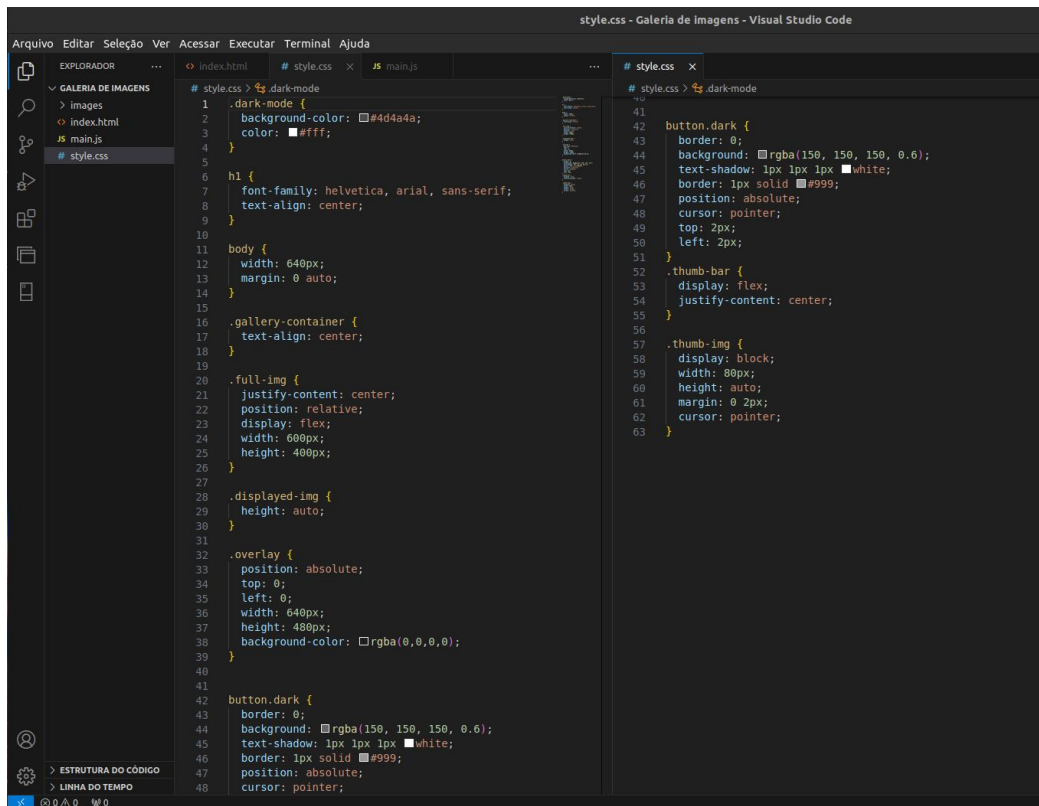 style.css - Galeria de imagens - Visual Studio Code
Arquivo Editar Seleção Ver Acessar Executar Terminal Ajuda
EXPLORADOR ...
GALERIA DE IMAGENS
> images
<> index.html
JS main.js
# style.css
> ESTRUTURA DO CÓDIGO
> LINHA DO TEMPO
0 0 0
<> index.html # style.css × JS main.js ...
# style.css > .dark-mode
1 .dark-mode {
2 background-color: #4d4a4a;
3 color: #fff;
4 }
5
6 h1 {
7 font-family: helvetica, arial, sans-serif;
8 text-align: center;
9 }
10
11 body {
12 width: 640px;
13 margin: 0 auto;
14 }
15
16 .gallery-container {
17 text-align: center;
18 }
19
20 .full-img {
21 justify-content: center;
22 position: relative;
23 display: flex;
24 width: 600px;
25 height: 400px;
26 }
27
28 .displayed-img {
29 height: auto;
30 }
31
32 .overlay {
33 position: absolute;
34 top: 0;
35 left: 0;
36 width: 640px;
37 height: 480px;
38 background-color: rgba(0,0,0,0);
39 }
40
41
42 button.dark {
43 border: 0;
44 background: rgba(150, 150, 150, 0.6);
45 text-shadow: 1px 1px 1px white;
46 border: 1px solid #999;
47 position: absolute;
48 cursor: pointer;
# style.css ×
# style.css > .dark-mode
40
41
42 button.dark {
43 border: 0;
44 background: rgba(150, 150, 150, 0.6);
45 text-shadow: 1px 1px 1px white;
46 border: 1px solid #999;
47 position: absolute;
48 cursor: pointer;
49 top: 2px;
50 left: 2px;
51 }
52 .thumb-bar {
53 display: flex;
54 justify-content: center;
55 }
56
57 .thumb-img {
58 display: block;
59 width: 80px;
60 height: auto;
61 margin: 0 2px;
62 cursor: pointer;
63 }